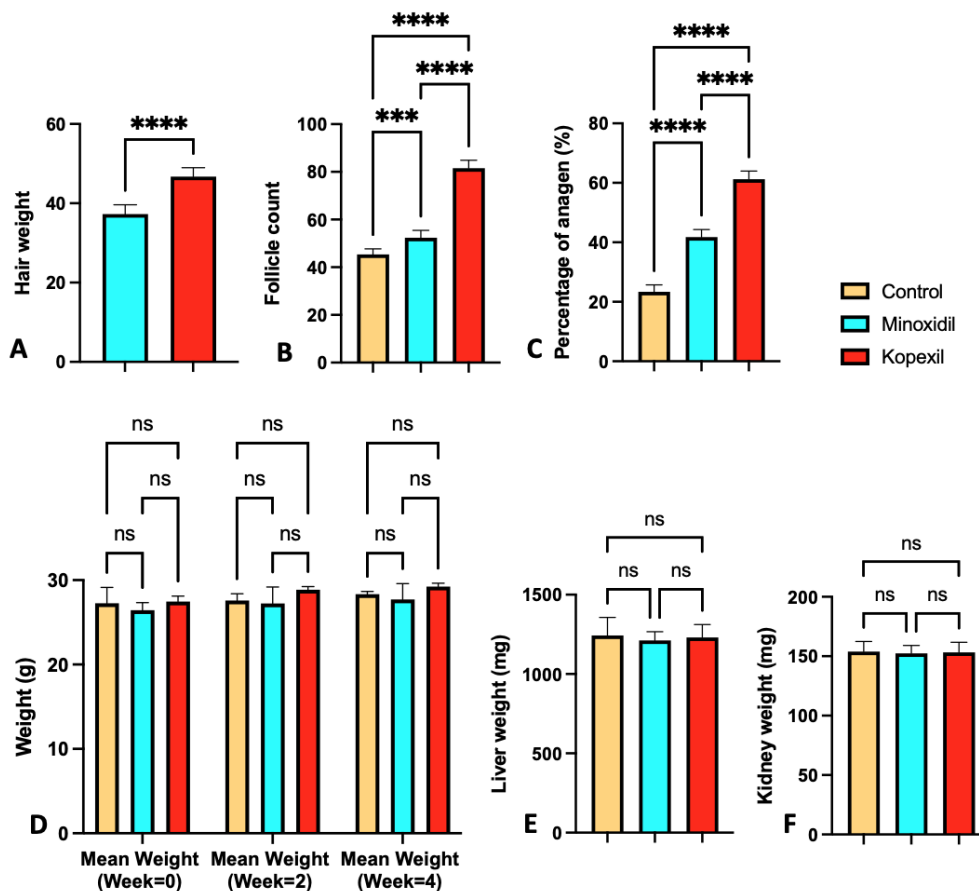 ****
60
40
20
0
Hair weight
A
****
****
***
100
80
60
40
20
0
Follicle count
B
****
****
****
80
60
40
20
0
Percentage of anagen (%)
C
Control
Minoxidil
Kopexil
ns
ns
ns
ns
ns
ns
ns
ns
ns
30
20
10
0
Weight (g)
D
Mean Weight
(Week=0)
Mean Weight
(Week=2)
Mean Weight
(Week=4)
ns
ns
ns
1500
1000
500
0
Liver weight (mg)
E
ns
ns
ns
200
150
100
50
0
Kidney weight (mg)
F